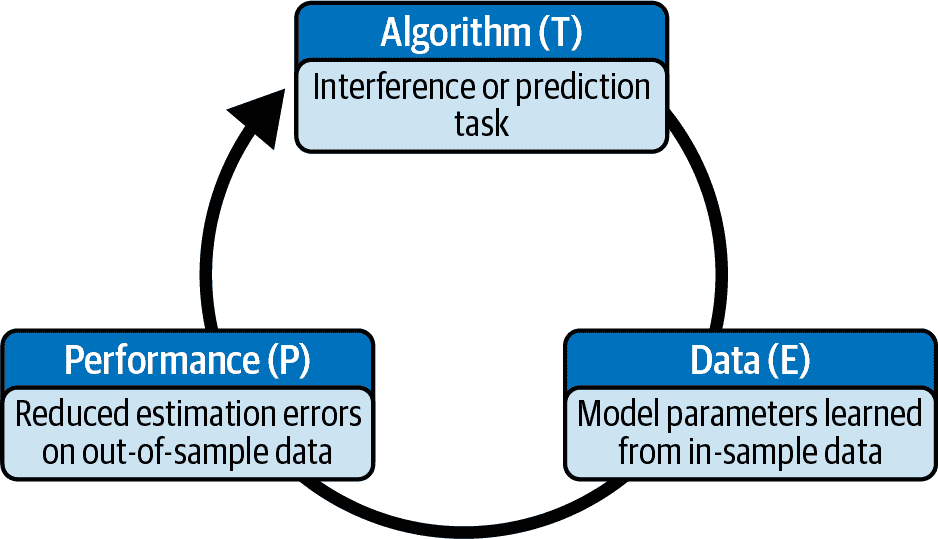 Algorithm (T)
Interference or prediction
task
Performance (P)
Reduced estimation errors
on out-of-sample data
Data (E)
Model parameters learned
from in-sample data